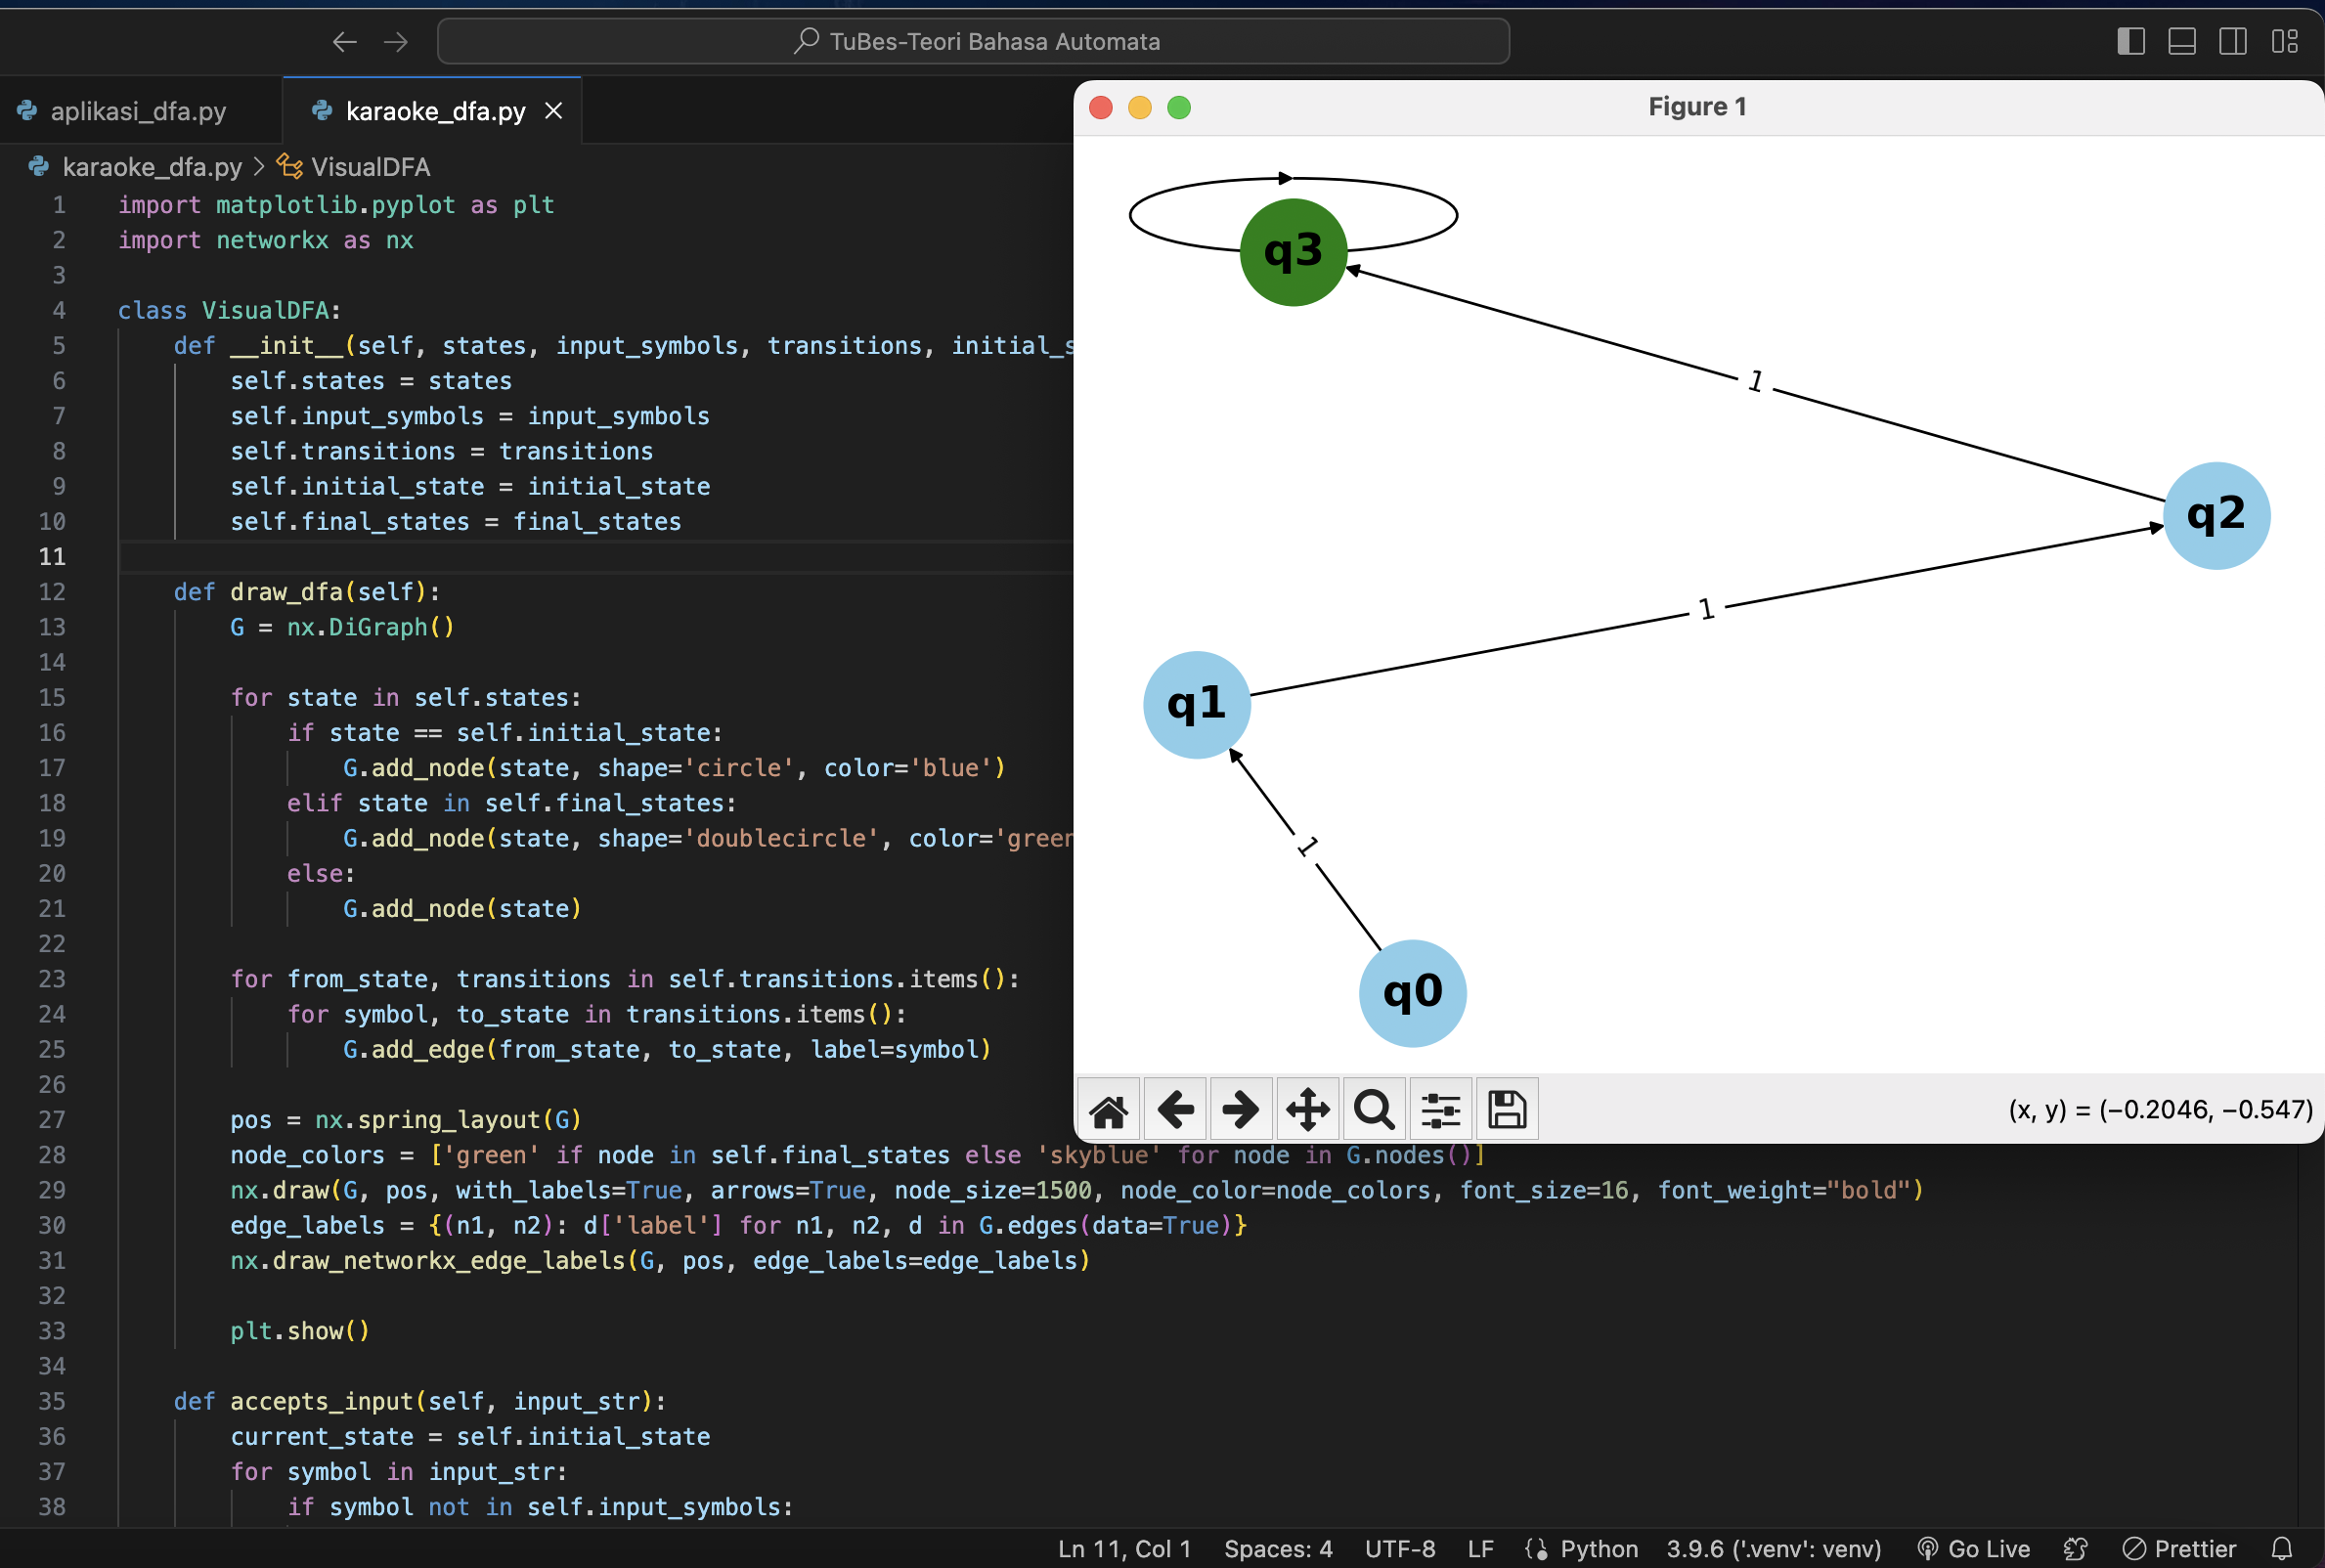 TuBes-Teori Bahasa Automata
aplikasi_dfa.py
karaoke_dfa.py
karaoke_dfa.py > VisualDFA
1 import matplotlib.pyplot as plt
2 import networkx as nx
3
4 class VisualDFA:
5     def __init__(self, states, input_symbols, transitions, initial_s
6         self.states = states
7         self.input_symbols = input_symbols
8         self.transitions = transitions
9         self.initial_state = initial_state
10         self.final_states = final_states
11
12     def draw_dfa(self):
13         G = nx.DiGraph()
14
15         for state in self.states:
16             if state == self.initial_state:
17                 G.add_node(state, shape='circle', color='blue')
18             elif state in self.final_states:
19                 G.add_node(state, shape='doublecircle', color='green
20             else:
21                 G.add_node(state)
22
23         for from_state, transitions in self.transitions.items():
24             for symbol, to_state in transitions.items():
25                 G.add_edge(from_state, to_state, label=symbol)
26
27         pos = nx.spring_layout(G)
28         node_colors = ['green' if node in self.final_states else 'skyblue' for node in G.nodes()]
29         nx.draw(G, pos, with_labels=True, arrows=True, node_size=1500, node_color=node_colors, font_size=16, font_weight="bold")
30         edge_labels = {(n1, n2): d['label'] for n1, n2, d in G.edges(data=True)}
31         nx.draw_networkx_edge_labels(G, pos, edge_labels=edge_labels)
32
33         plt.show()
34
35     def accepts_input(self, input_str):
36         current_state = self.initial_state
37         for symbol in input_str:
38             if symbol not in self.input_symbols:
Figure 1
q3
1
q2
1
q1
1
q0
(x, y) = (−0.2046, −0.547)
Ln 11, Col 1 Spaces: 4 UTF-8 LF Python 3.9.6 ('.venv': venv) Go Live Prettier